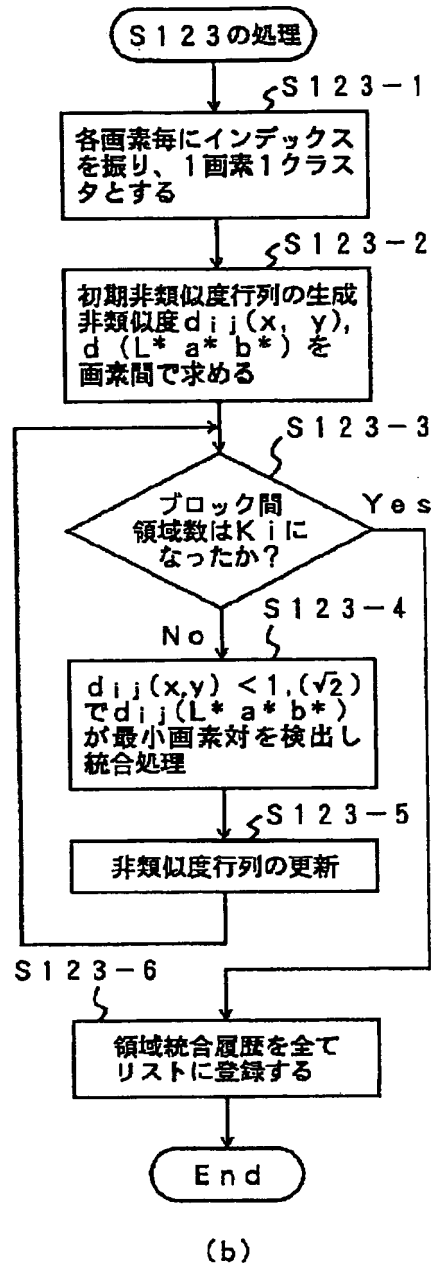 S123の処理
S123-1
各画素毎にインデックス
を振り、1画素1クラス
タとする
S123-2
初期非類似度行列の生成
非類似度dij(x, y),
d (L* a* b*) を
画素間で求める
S123-3
ブロック間
領域数はKiに
なったか?
Yes
No
S123-4
dij(x,y) <1,(√2)
でdij(L* a* b*)
が最小画素対を検出し
統合処理
S123-5
非類似度行列の更新
S123-6
領域統合履歴を全て
リストに登録する
End
(b)